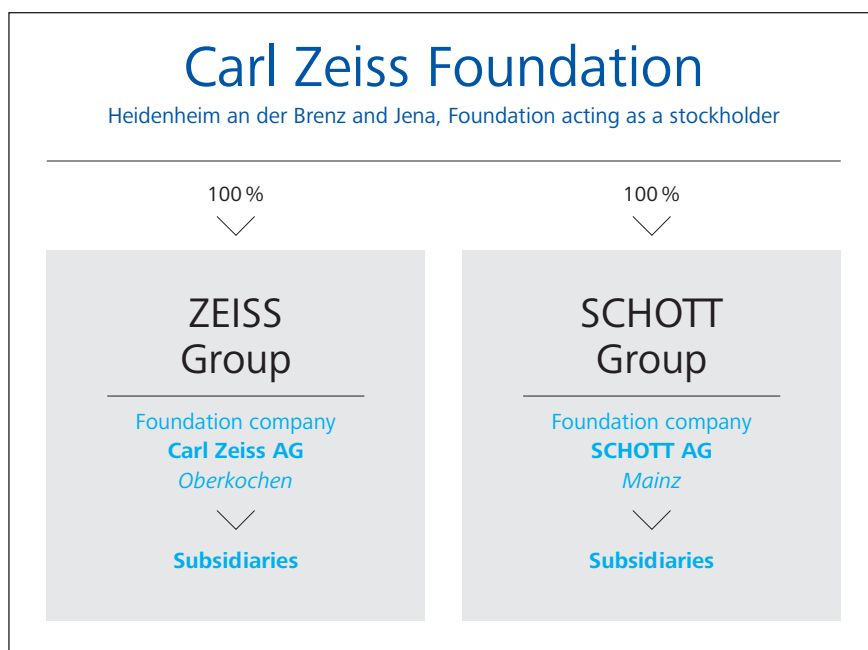 Carl Zeiss Foundation
Heidenheim an der Brenz and Jena, Foundation acting as a stockholder
100 %
100 %
ZEISS
Group
Foundation company
Carl Zeiss AG
Oberkochen
Subsidiaries
SCHOTT
Group
Foundation company
SCHOTT AG
Mainz
Subsidiaries